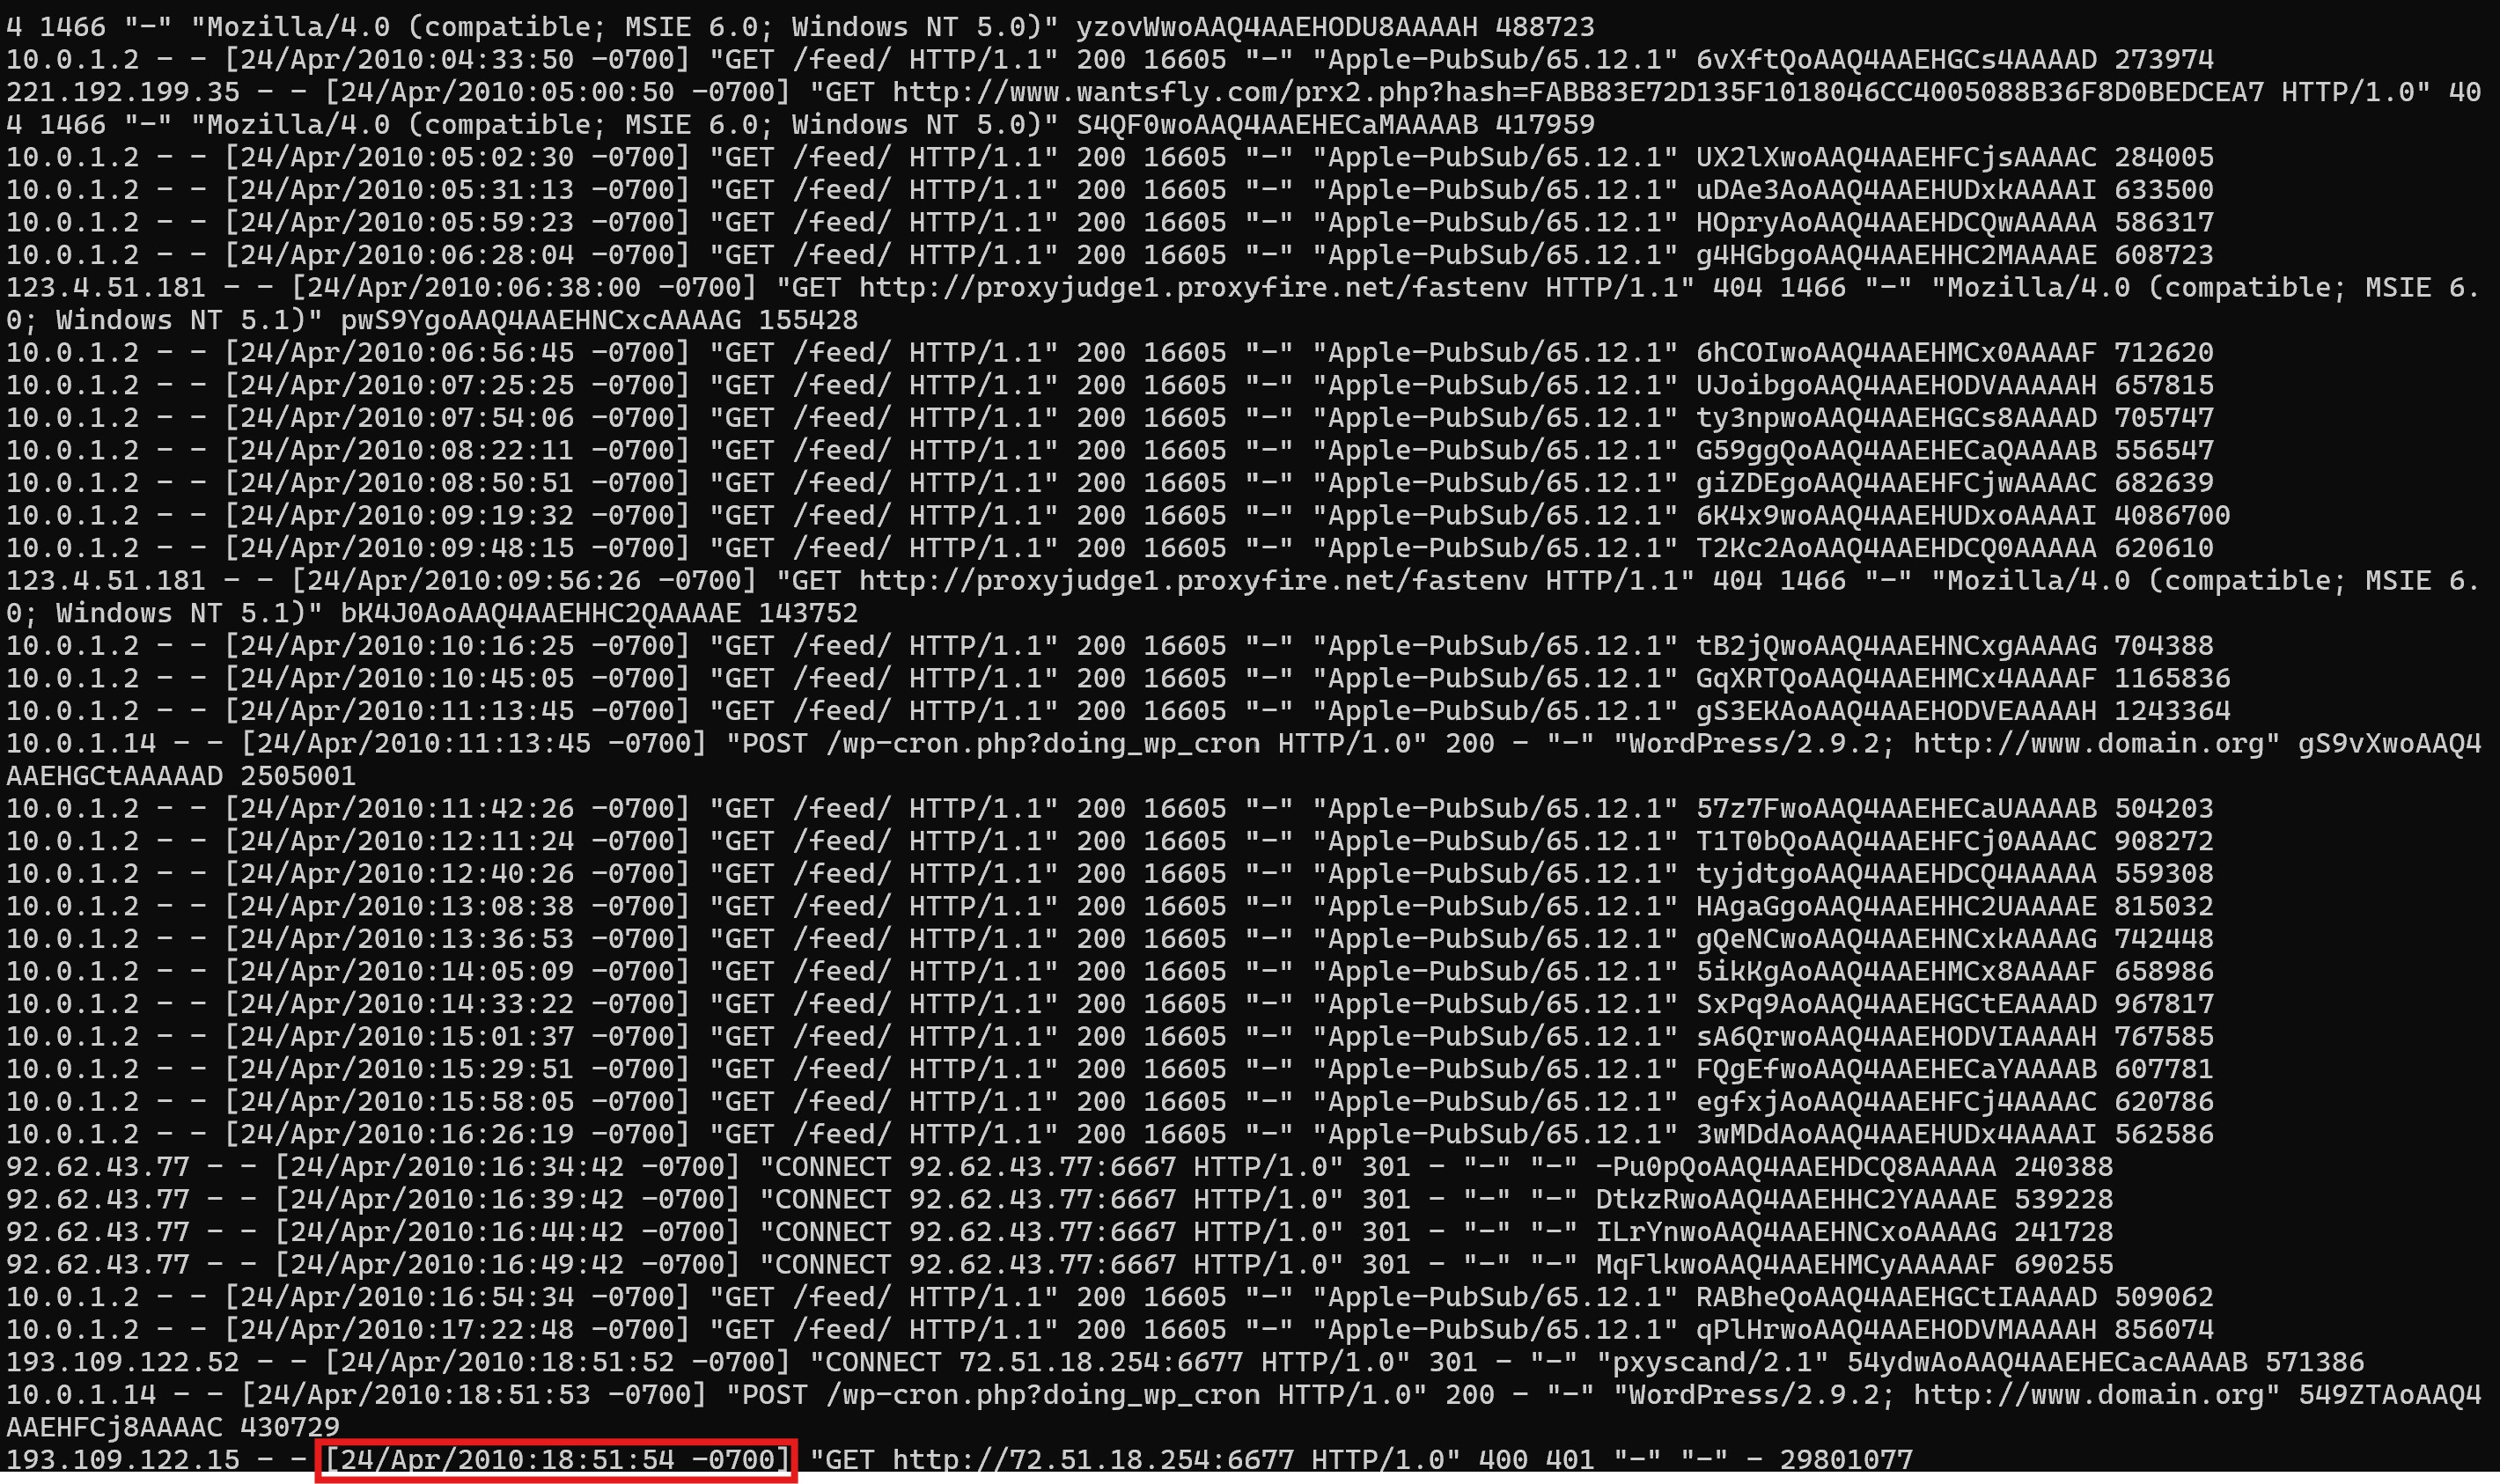 4 1466 "-" "Mozilla/4.0 (compatible; MSIE 6.0; Windows NT 5.0)" yzovWwoAAQ4AAEHODU8AAAAH 488723
10.0.1.2 - - [24/Apr/2010:04:33:50 -0700] "GET /feed/ HTTP/1.1" 200 16605 "-" "Apple-PubSub/65.12.1" 6vXftQoAAQ4AAEHGCs4AAAAD 273974
221.192.199.35 - - [24/Apr/2010:05:00:50 -0700] "GET http://www.wantsfly.com/prx2.php?hash=FABB83E72D135F1018046CC4005088B36F8D0BEDCEA7 HTTP/1.0" 40
4 1466 "-" "Mozilla/4.0 (compatible; MSIE 6.0; Windows NT 5.0)" S4QF0woAAQ4AAEHECaMAAAAB 417959
10.0.1.2 - - [24/Apr/2010:05:02:30 -0700] "GET /feed/ HTTP/1.1" 200 16605 "-" "Apple-PubSub/65.12.1" UX2lXwoAAQ4AAEHFCjsAAAAC 284005
10.0.1.2 - - [24/Apr/2010:05:31:13 -0700] "GET /feed/ HTTP/1.1" 200 16605 "-" "Apple-PubSub/65.12.1" uDAe3AoAAQ4AAEHUDxkAAAAI 633500
10.0.1.2 - - [24/Apr/2010:05:59:23 -0700] "GET /feed/ HTTP/1.1" 200 16605 "-" "Apple-PubSub/65.12.1" HOpryAoAAQ4AAEHDCQwAAAAA 586317
10.0.1.2 - - [24/Apr/2010:06:28:04 -0700] "GET /feed/ HTTP/1.1" 200 16605 "-" "Apple-PubSub/65.12.1" g4HGbgoAAQ4AAEHHC2MAAAAE 608723
123.4.51.181 - - [24/Apr/2010:06:38:00 -0700] "GET http://proxyjudge1.proxyfire.net/fastenv HTTP/1.1" 404 1466 "-" "Mozilla/4.0 (compatible; MSIE 6.
0; Windows NT 5.1)" pwS9YgoAAQ4AAEHNCxcAAAAG 155428
10.0.1.2 - - [24/Apr/2010:06:56:45 -0700] "GET /feed/ HTTP/1.1" 200 16605 "-" "Apple-PubSub/65.12.1" 6hCOIwoAAQ4AAEHMCx0AAAAF 712620
10.0.1.2 - - [24/Apr/2010:07:25:25 -0700] "GET /feed/ HTTP/1.1" 200 16605 "-" "Apple-PubSub/65.12.1" UJoibgoAAQ4AAEHODVAAAAAH 657815
10.0.1.2 - - [24/Apr/2010:07:54:06 -0700] "GET /feed/ HTTP/1.1" 200 16605 "-" "Apple-PubSub/65.12.1" ty3npwoAAQ4AAEHGCs8AAAAD 705747
10.0.1.2 - - [24/Apr/2010:08:22:11 -0700] "GET /feed/ HTTP/1.1" 200 16605 "-" "Apple-PubSub/65.12.1" G59ggQoAAQ4AAEHECaQAAAAB 556547
10.0.1.2 - - [24/Apr/2010:08:50:51 -0700] "GET /feed/ HTTP/1.1" 200 16605 "-" "Apple-PubSub/65.12.1" giZDEgoAAQ4AAEHFCjwAAAAC 682639
10.0.1.2 - - [24/Apr/2010:09:19:32 -0700] "GET /feed/ HTTP/1.1" 200 16605 "-" "Apple-PubSub/65.12.1" 6K4x9woAAQ4AAEHUDxoAAAAI 4086700
10.0.1.2 - - [24/Apr/2010:09:48:15 -0700] "GET /feed/ HTTP/1.1" 200 16605 "-" "Apple-PubSub/65.12.1" T2Kc2AoAAQ4AAEHDCQ0AAAAA 620610
123.4.51.181 - - [24/Apr/2010:09:56:26 -0700] "GET http://proxyjudge1.proxyfire.net/fastenv HTTP/1.1" 404 1466 "-" "Mozilla/4.0 (compatible; MSIE 6.
0; Windows NT 5.1)" bK4J0AoAAQ4AAEHHC2QAAAAE 143752
10.0.1.2 - - [24/Apr/2010:10:16:25 -0700] "GET /feed/ HTTP/1.1" 200 16605 "-" "Apple-PubSub/65.12.1" tB2jQwoAAQ4AAEHNCxgAAAAG 704388
10.0.1.2 - - [24/Apr/2010:10:45:05 -0700] "GET /feed/ HTTP/1.1" 200 16605 "-" "Apple-PubSub/65.12.1" GqXRTQoAAQ4AAEHMCx4AAAAF 1165836
10.0.1.2 - - [24/Apr/2010:11:13:45 -0700] "GET /feed/ HTTP/1.1" 200 16605 "-" "Apple-PubSub/65.12.1" gS3EKAoAAQ4AAEHODVEAAAAH 1243364
10.0.1.14 - - [24/Apr/2010:11:13:45 -0700] "POST /wp-cron.php?doing_wp_cron HTTP/1.0" 200 - "-" "WordPress/2.9.2; http://www.domain.org" gS9vXwoAAQ4
AAEHGCtAAAAAD 2505001
10.0.1.2 - - [24/Apr/2010:11:42:26 -0700] "GET /feed/ HTTP/1.1" 200 16605 "-" "Apple-PubSub/65.12.1" 57z7FwoAAQ4AAEHECaUAAAAB 504203
10.0.1.2 - - [24/Apr/2010:12:11:24 -0700] "GET /feed/ HTTP/1.1" 200 16605 "-" "Apple-PubSub/65.12.1" T1T0bQoAAQ4AAEHFCj0AAAAC 908272
10.0.1.2 - - [24/Apr/2010:12:40:26 -0700] "GET /feed/ HTTP/1.1" 200 16605 "-" "Apple-PubSub/65.12.1" tyjdtgoAAQ4AAEHDCQ4AAAAA 559308
10.0.1.2 - - [24/Apr/2010:13:08:38 -0700] "GET /feed/ HTTP/1.1" 200 16605 "-" "Apple-PubSub/65.12.1" HAgaGgoAAQ4AAEHHC2UAAAAE 815032
10.0.1.2 - - [24/Apr/2010:13:36:53 -0700] "GET /feed/ HTTP/1.1" 200 16605 "-" "Apple-PubSub/65.12.1" gQeNCwoAAQ4AAEHNCxkAAAAG 742448
10.0.1.2 - - [24/Apr/2010:14:05:09 -0700] "GET /feed/ HTTP/1.1" 200 16605 "-" "Apple-PubSub/65.12.1" 5ikKgAoAAQ4AAEHMCx8AAAAF 658986
10.0.1.2 - - [24/Apr/2010:14:33:22 -0700] "GET /feed/ HTTP/1.1" 200 16605 "-" "Apple-PubSub/65.12.1" SxPq9AoAAQ4AAEHGCtEAAAAD 967817
10.0.1.2 - - [24/Apr/2010:15:01:37 -0700] "GET /feed/ HTTP/1.1" 200 16605 "-" "Apple-PubSub/65.12.1" sA6QrwoAAQ4AAEHODVIAAAAH 767585
10.0.1.2 - - [24/Apr/2010:15:29:51 -0700] "GET /feed/ HTTP/1.1" 200 16605 "-" "Apple-PubSub/65.12.1" FQgEfwoAAQ4AAEHECaYAAAAB 607781
10.0.1.2 - - [24/Apr/2010:15:58:05 -0700] "GET /feed/ HTTP/1.1" 200 16605 "-" "Apple-PubSub/65.12.1" egfxjAoAAQ4AAEHFCj4AAAAC 620786
10.0.1.2 - - [24/Apr/2010:16:26:19 -0700] "GET /feed/ HTTP/1.1" 200 16605 "-" "Apple-PubSub/65.12.1" 3wMDdAoAAQ4AAEHUDx4AAAAI 562586
92.62.43.77 - - [24/Apr/2010:16:34:42 -0700] "CONNECT 92.62.43.77:6667 HTTP/1.0" 301 - "-" "-" -Pu0pQoAAQ4AAEHDCQ8AAAAA 240388
92.62.43.77 - - [24/Apr/2010:16:39:42 -0700] "CONNECT 92.62.43.77:6667 HTTP/1.0" 301 - "-" "-" DtkzRwoAAQ4AAEHHC2YAAAAE 539228
92.62.43.77 - - [24/Apr/2010:16:44:42 -0700] "CONNECT 92.62.43.77:6667 HTTP/1.0" 301 - "-" "-" ILrYnwoAAQ4AAEHNCxoAAAAG 241728
92.62.43.77 - - [24/Apr/2010:16:49:42 -0700] "CONNECT 92.62.43.77:6667 HTTP/1.0" 301 - "-" "-" MqFlkwoAAQ4AAEHMCyAAAAAF 690255
10.0.1.2 - - [24/Apr/2010:16:54:34 -0700] "GET /feed/ HTTP/1.1" 200 16605 "-" "Apple-PubSub/65.12.1" RABheQoAAQ4AAEHGCtIAAAAD 509062
10.0.1.2 - - [24/Apr/2010:17:22:48 -0700] "GET /feed/ HTTP/1.1" 200 16605 "-" "Apple-PubSub/65.12.1" qPlHrwoAAQ4AAEHODVMAAAAH 856074
193.109.122.52 - - [24/Apr/2010:18:51:52 -0700] "CONNECT 72.51.18.254:6677 HTTP/1.0" 301 - "-" "pxyscand/2.1" 54ydwAoAAQ4AAEHECacAAAAB 571386
10.0.1.14 - - [24/Apr/2010:18:51:53 -0700] "POST /wp-cron.php?doing_wp_cron HTTP/1.0" 200 - "-" "WordPress/2.9.2; http://www.domain.org" 549ZTAoAAQ4
AAEHFCj8AAAAC 430729
193.109.122.15 - - [24/Apr/2010:18:51:54 -0700] "GET http://72.51.18.254:6677 HTTP/1.0" 400 401 "-" "-" - 29801077